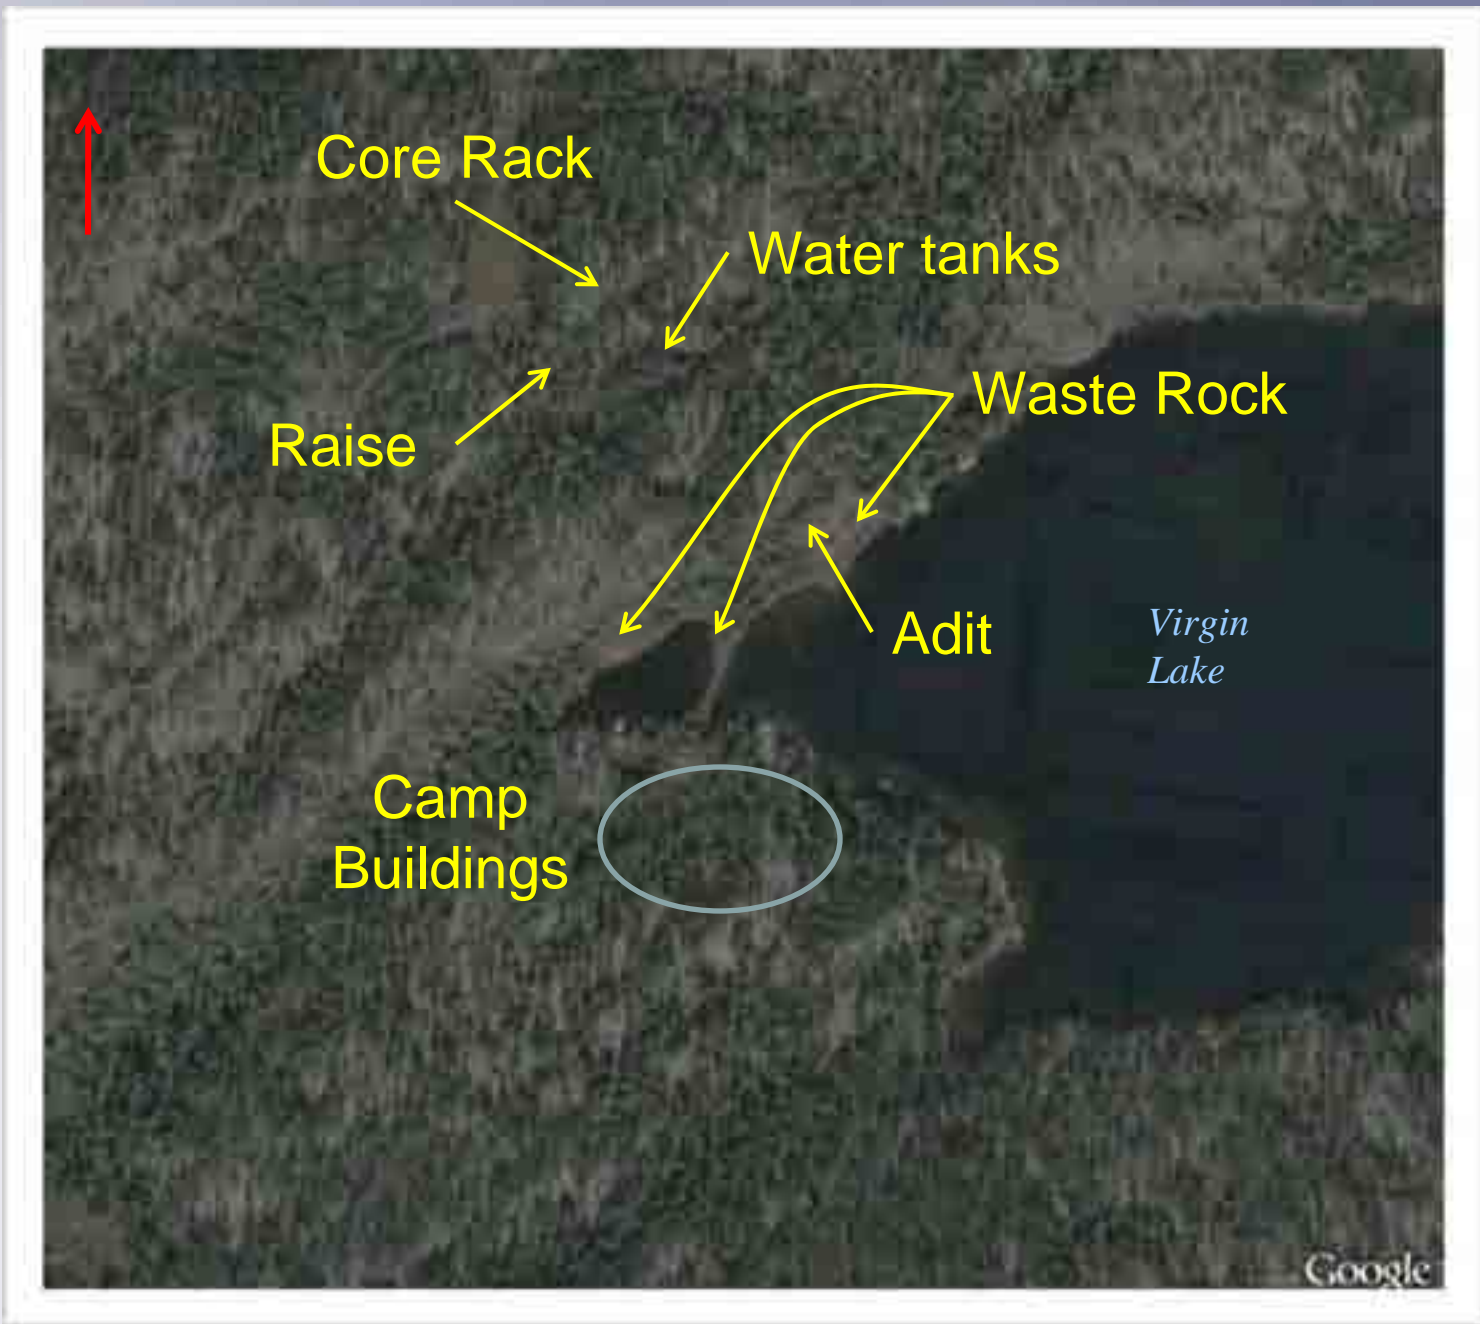 Core Rack
Water tanks
Waste Rock
Raise
Adit
Virgin
Lake
Camp
Buildings
Google